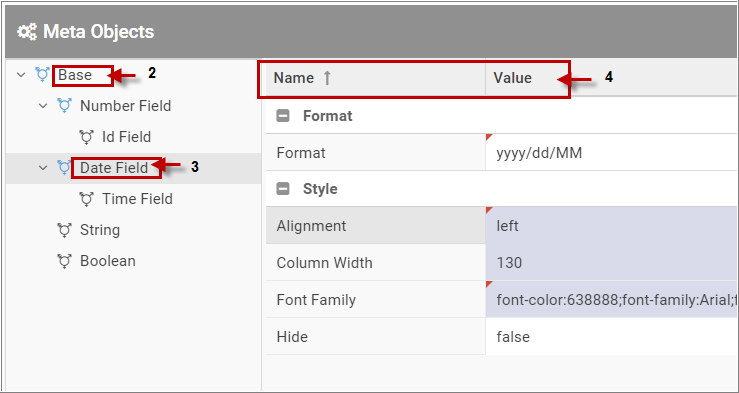 Meta Objects
Base 2
Number Field
Id Field
Date Field 3
Time Field
String
Boolean
Name Value 4
Format
Format yyyy/dd/MM
Style
Alignment left
Column Width 130
Font Family font-color:638888;font-family:Arial;f
Hide false